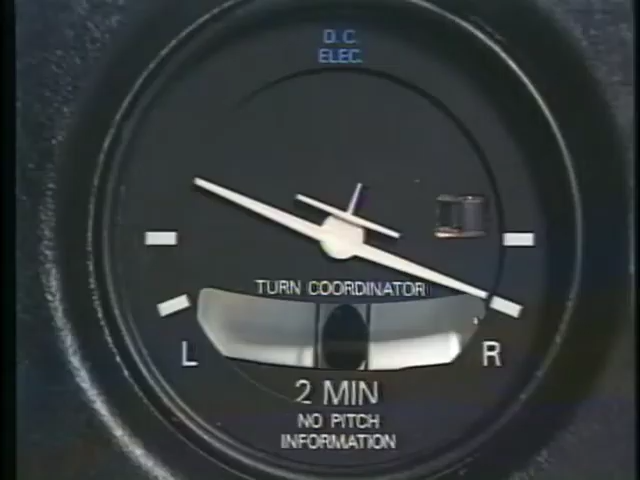 D.C.
ELEC.
TURN COORDINATOR
L
R
2 MIN
NO PITCH
INFORMATION